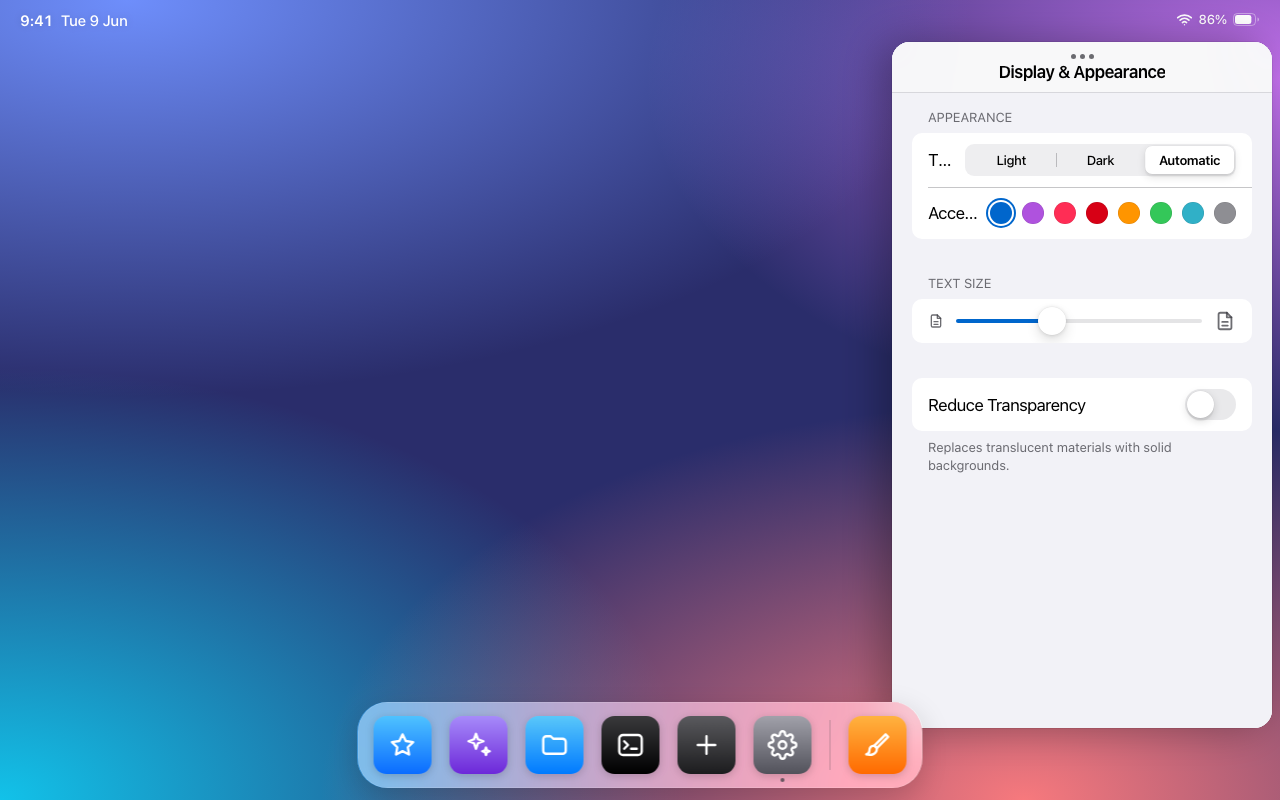 9:41 Tue 9 Jun
86%
Display & Appearance
APPEARANCE
T... Light Dark Automatic
Acce...
TEXT SIZE
Reduce Transparency
Replaces translucent materials with solid
backgrounds.